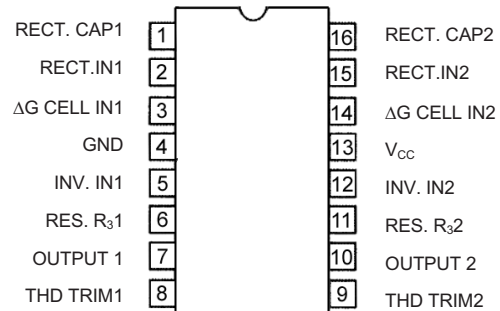 RECT. CAP1 1 16 RECT. CAP2
RECT.IN1 2 15 RECT.IN2
ΔG CELL IN1 3 14 ΔG CELL IN2
GND 4 13 V_CC
INV. IN1 5 12 INV. IN2
RES. R₃1 6 11 RES. R₃2
OUTPUT 1 7 10 OUTPUT 2
THD TRIM1 8 9 THD TRIM2